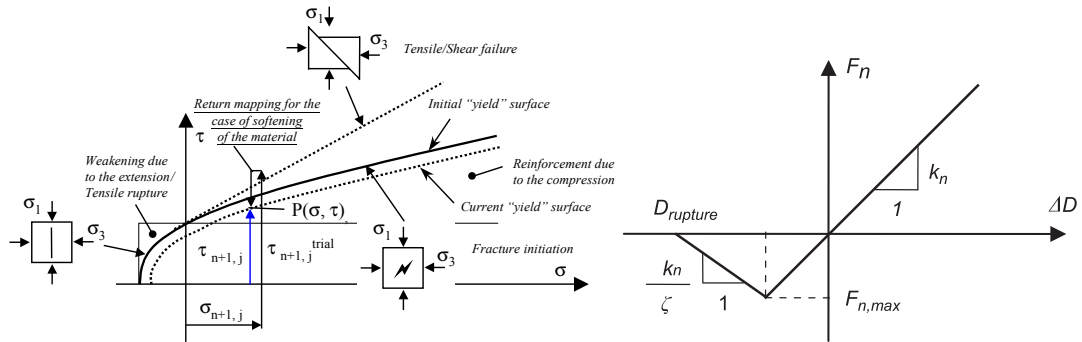 σ1
σ3
Tensile/Shear failure
Return mapping for the
case of softening
of the material
Initial “yield” surface
τ
Weakening due
to the extension/
Tensile rupture
Reinforcement due
to the compression
P(σ, τ)
Current “yield” surface
σ1
σ3
τn+1, j
τn+1, j trial
σ1
σ3
Fracture initiation
σ
σn+1, j
Fn
kn
1
Drupture
ΔD
kn
ζ
1
Fn,max